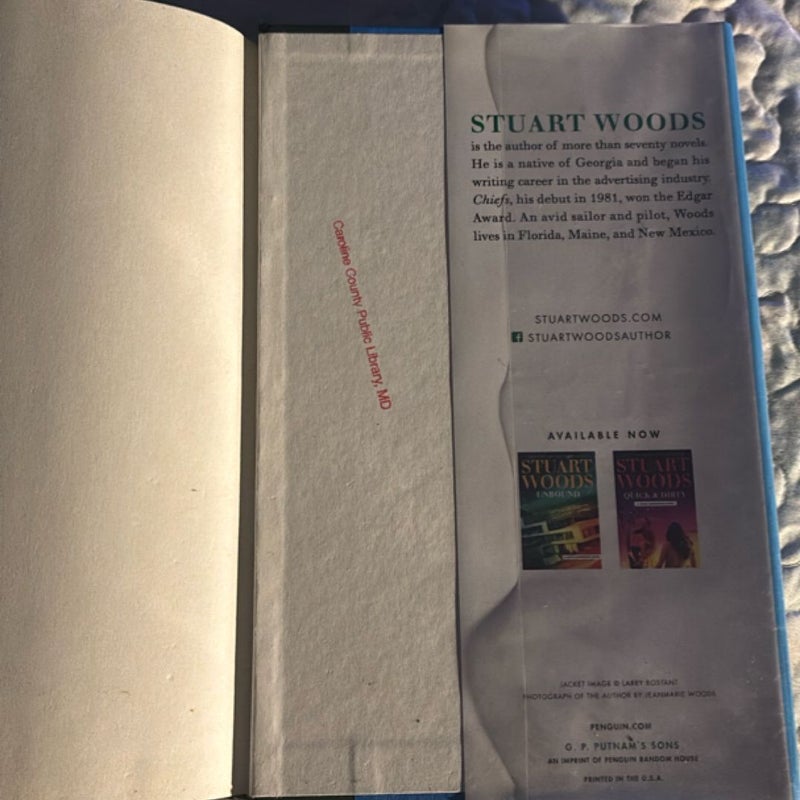 Caroline County Public Library, MD
STUART WOODS
is the author of more than seventy novels.
He is a native of Georgia and began his
writing career in the advertising industry.
Chiefs, his debut in 1981, won the Edgar
Award. An avid sailor and pilot, Woods
lives in Florida, Maine, and New Mexico.
STUARTWOODS.COM
STUARTWOODSAUTHOR
AVAILABLE NOW
STUART
WOODS
UNBOUND
STUART
WOODS
QUICK & DIRTY
JACKET IMAGE © LARRY ROSTANT
PHOTOGRAPH OF THE AUTHOR BY JEANMARIE WOODS
PENGUIN.COM
G. P. PUTNAM'S SONS
AN IMPRINT OF PENGUIN RANDOM HOUSE
PRINTED IN THE U.S.A.